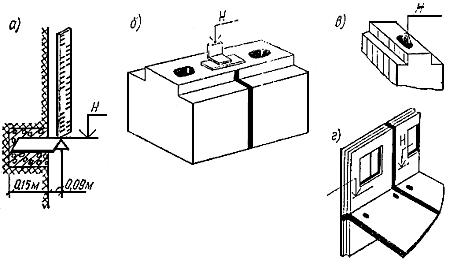 а)
б)
в)
Н
Н
Н
г)
Н
0,15м
0,09м